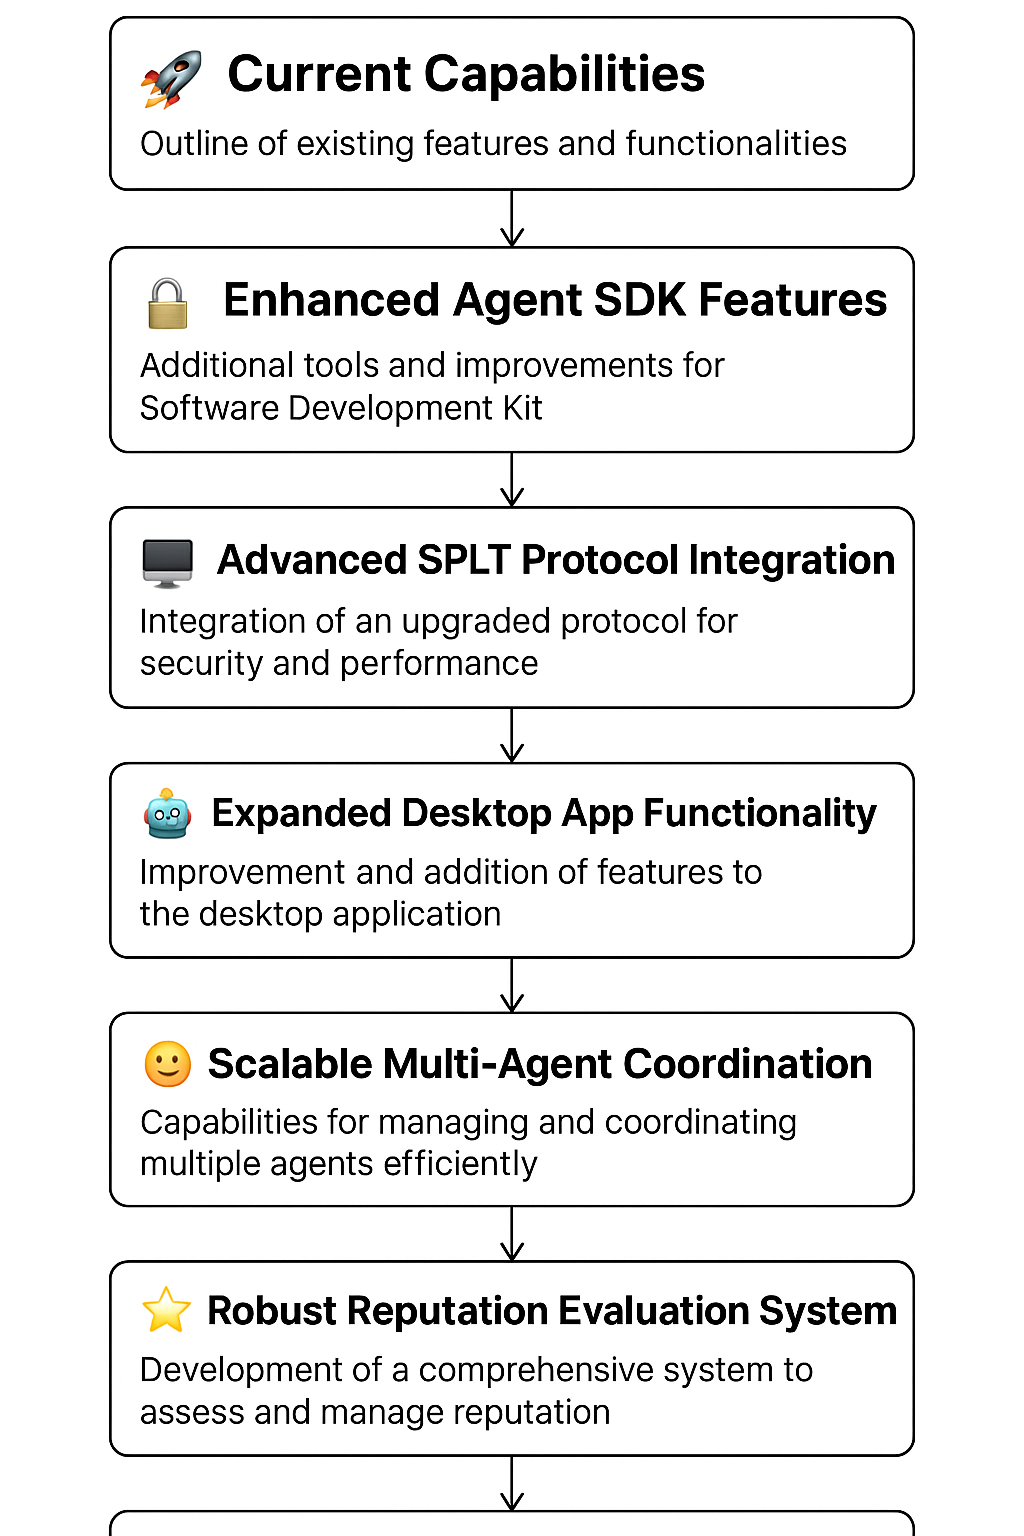 Current Capabilities
Outline of existing features and functionalities
Enhanced Agent SDK Features
Additional tools and improvements for
Software Development Kit
Advanced SPLT Protocol Integration
Integration of an upgraded protocol for
security and performance
Expanded Desktop App Functionality
Improvement and addition of features to
the desktop application
Scalable Multi-Agent Coordination
Capabilities for managing and coordinating
multiple agents efficiently
Robust Reputation Evaluation System
Development of a comprehensive system to
assess and manage reputation